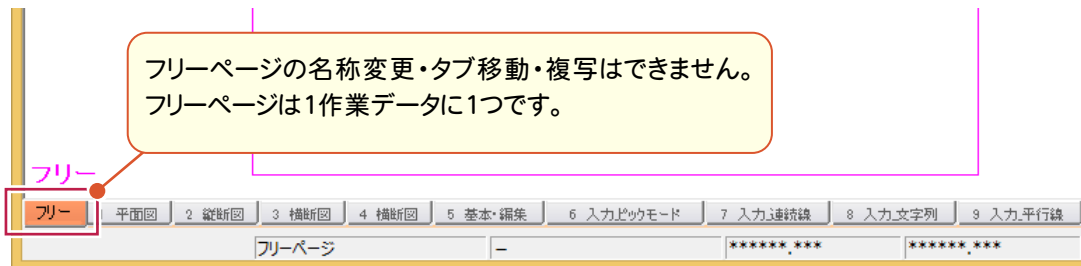 フリーページの名称変更・タブ移動・複写はできません。
フリーページは1作業データに1つです。
フリー
フリー 1 平面図 2 縦断図 3 横断図 4 横断図 5 基本・編集 6 入力_ピックモード 7 入力_連続線 8 入力_文字列 9 入力_平行線
フリーページ － ******.*** ******.***